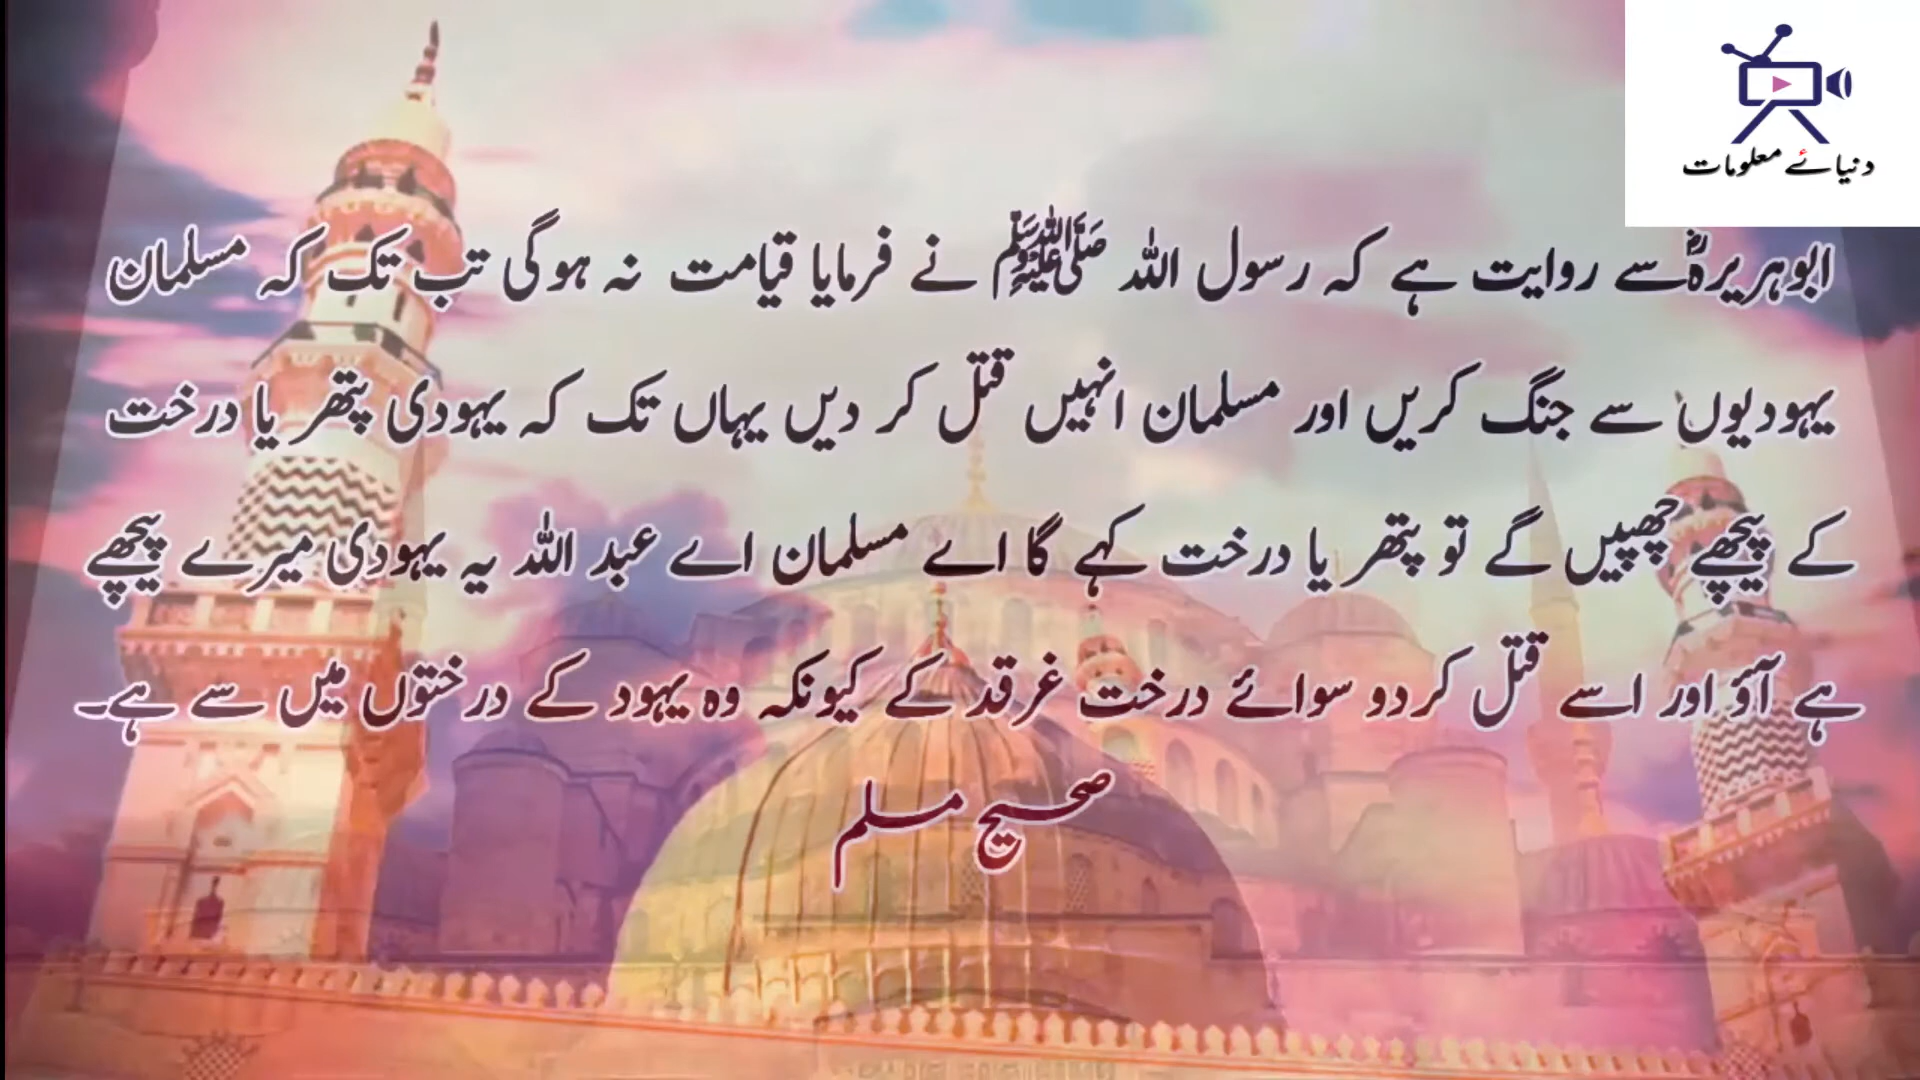 دنیائے معلومات
ابوہریرہؓ سے روایت ہے کہ رسول اللہ ﷺ نے فرمایا قیامت نہ ہوگی تب تک کہ مسلمان
یہودیوں سے جنگ کریں اور مسلمان انہیں قتل کر دیں یہاں تک کہ یہودی پتھر یا درخت
کے پیچھے چھپیں گے تو پتھر یا درخت کہے گا اے مسلمان اے عبد اللہ یہ یہودی میرے پیچھے
ہے آؤ اور اسے قتل کردو سوائے درخت غرقد کے کیونکہ وہ یہود کے درختوں میں سے ہے۔
صحیح مسلم